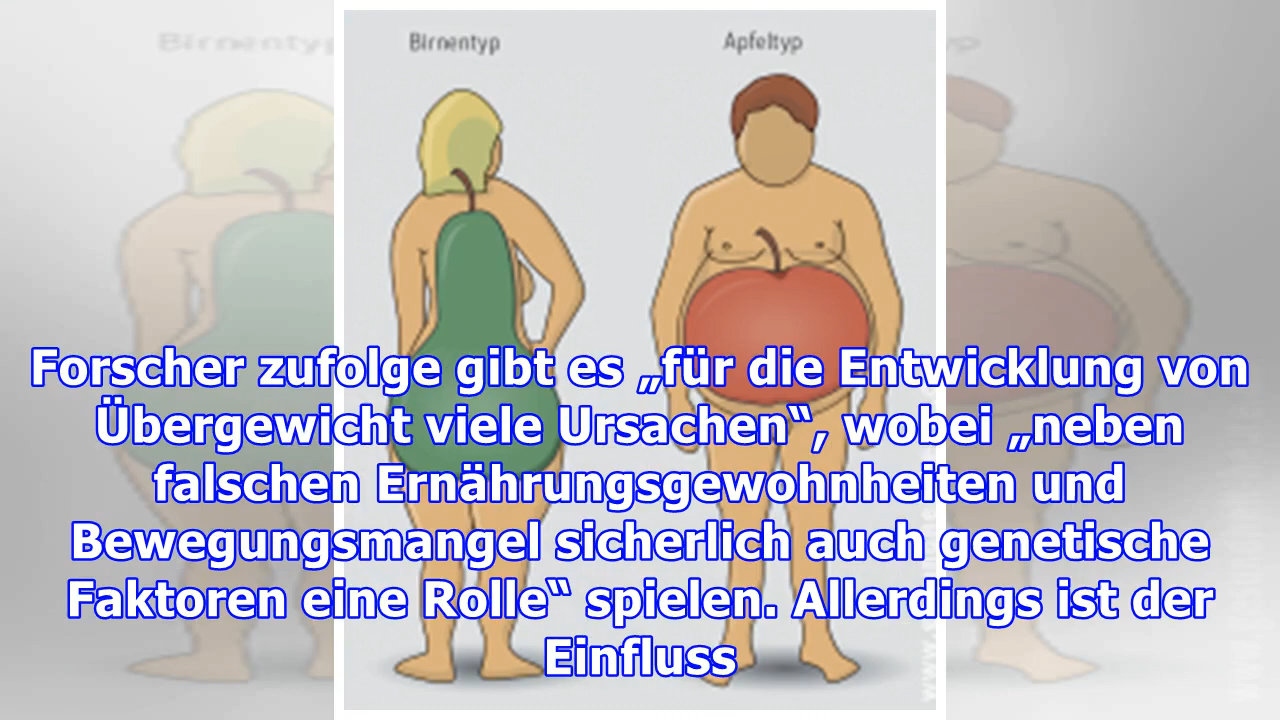 Birnentyp
Apfeltyp
Forscher zufolge gibt es „für die Entwicklung von
Übergewicht viele Ursachen“, wobei „neben
falschen Ernährungsgewohnheiten und
Bewegungsmangel sicherlich auch genetische
Faktoren eine Rolle“ spielen. Allerdings ist der
Einfluss